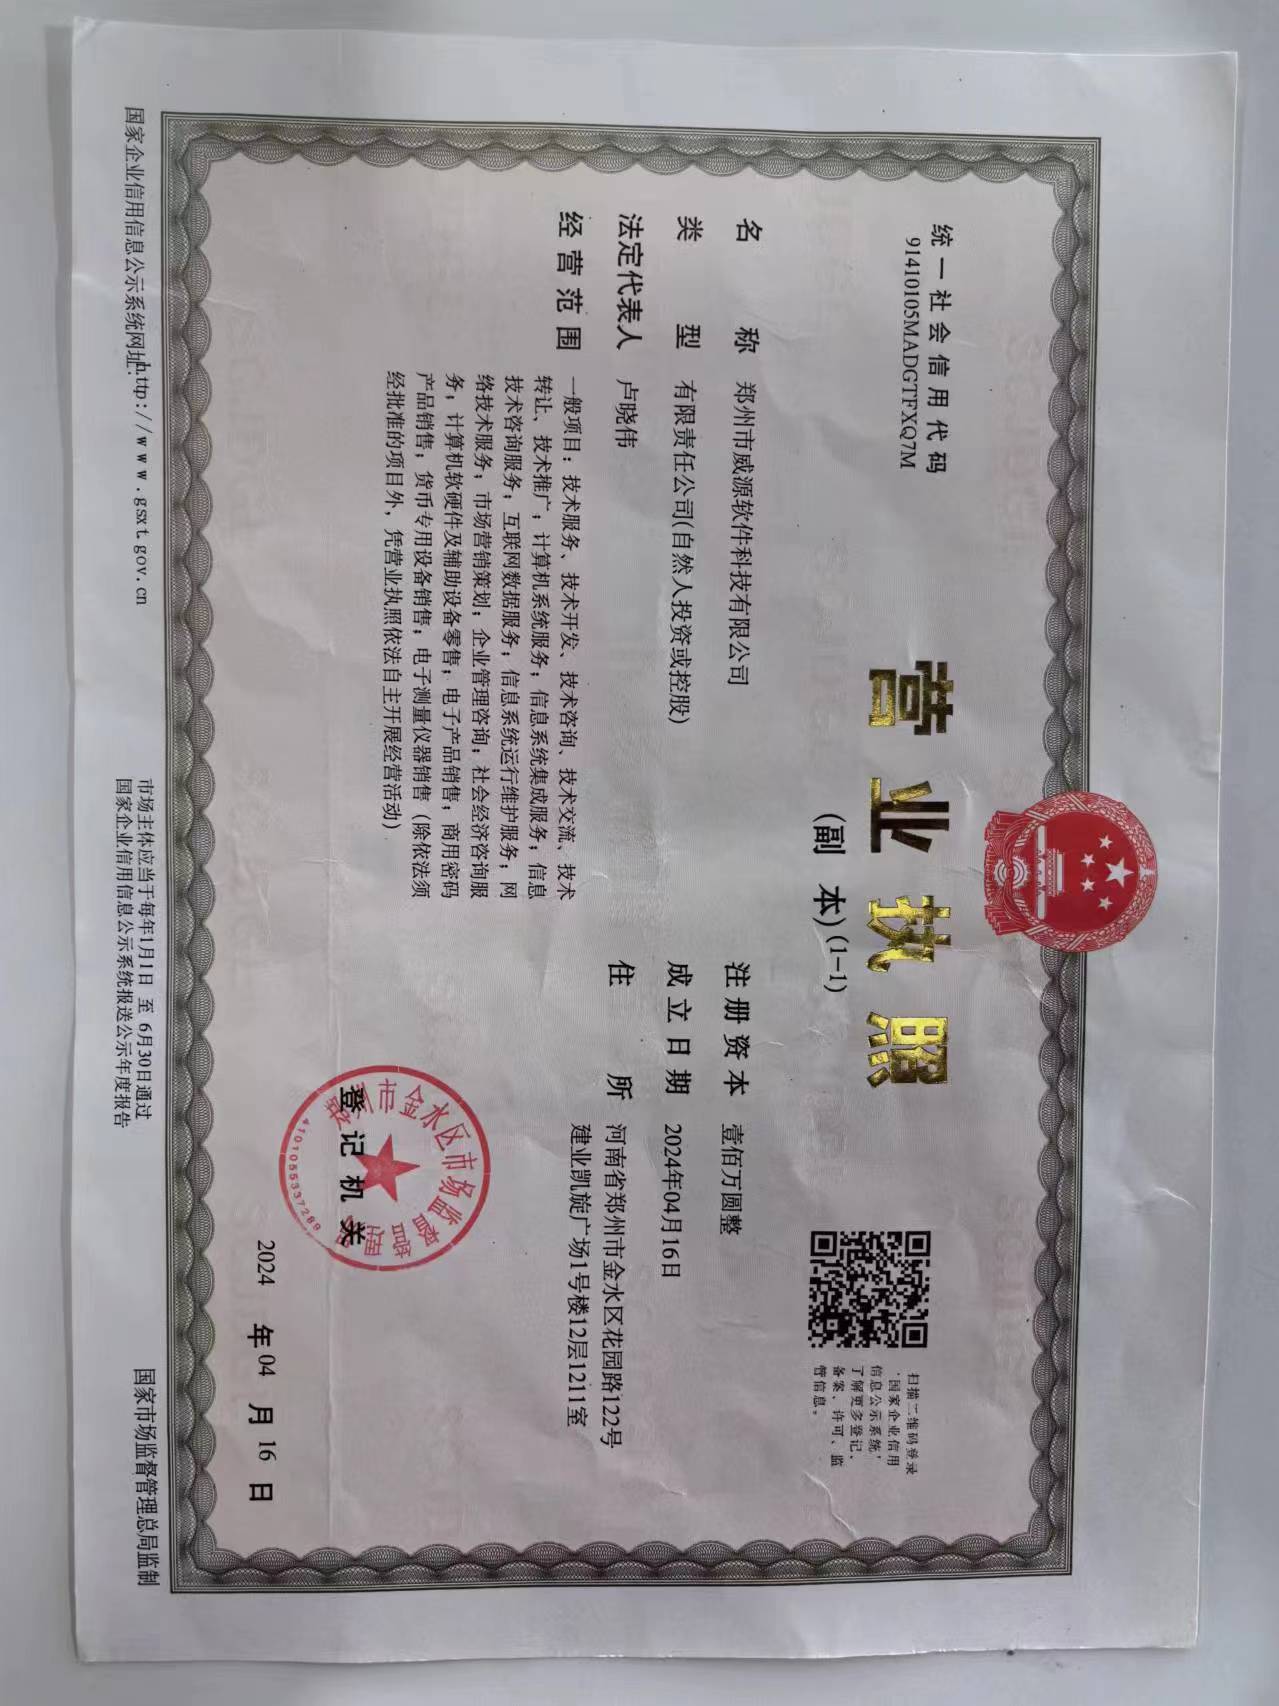 统一社会信用代码
91410105MADGTFXQ7M
营业执照
(副 本)(1-1)
扫描二维码登录
'国家企业信用
信息公示系统'
了解更多登记、
备案、许可、监
管信息。
名 称 郑州市威源软件科技有限公司
类 型 有限责任公司(自然人投资或控股)
法定代表人 卢晓伟
经营范围 一般项目：技术服务、技术开发、技术咨询、技术交流、技术
转让、技术推广；计算机系统服务；信息系统集成服务；信息
技术咨询服务；互联网数据服务；信息系统运行维护服务；网
络技术服务；市场营销策划；企业管理咨询；社会经济咨询服
务；计算机软硬件及辅助设备零售；电子产品销售；商用密码
产品销售；货币专用设备销售；电子测量仪器销售（除依法须
经批准的项目外，凭营业执照依法自主开展经营活动）
注册资本 壹佰万圆整
成立日期 2024年04月16日
住 所 河南省郑州市金水区花园路122号
建业凯旋广场1号楼12层1211室
登记机关
郑州市金水区市场监督管理局
4101055337289
2024 年 04 月 16 日
国家企业信用信息公示系统网址:http://www.gsxt.gov.cn
市场主体应当于每年1月1日 至 6月30日通过
国家企业信用信息公示系统报送公示年度报告
国家市场监督管理总局监制